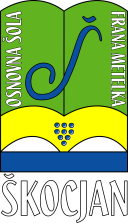 OSNOVNA ŠOLA
FRANA METELKA
Š
ŠKOCJAN